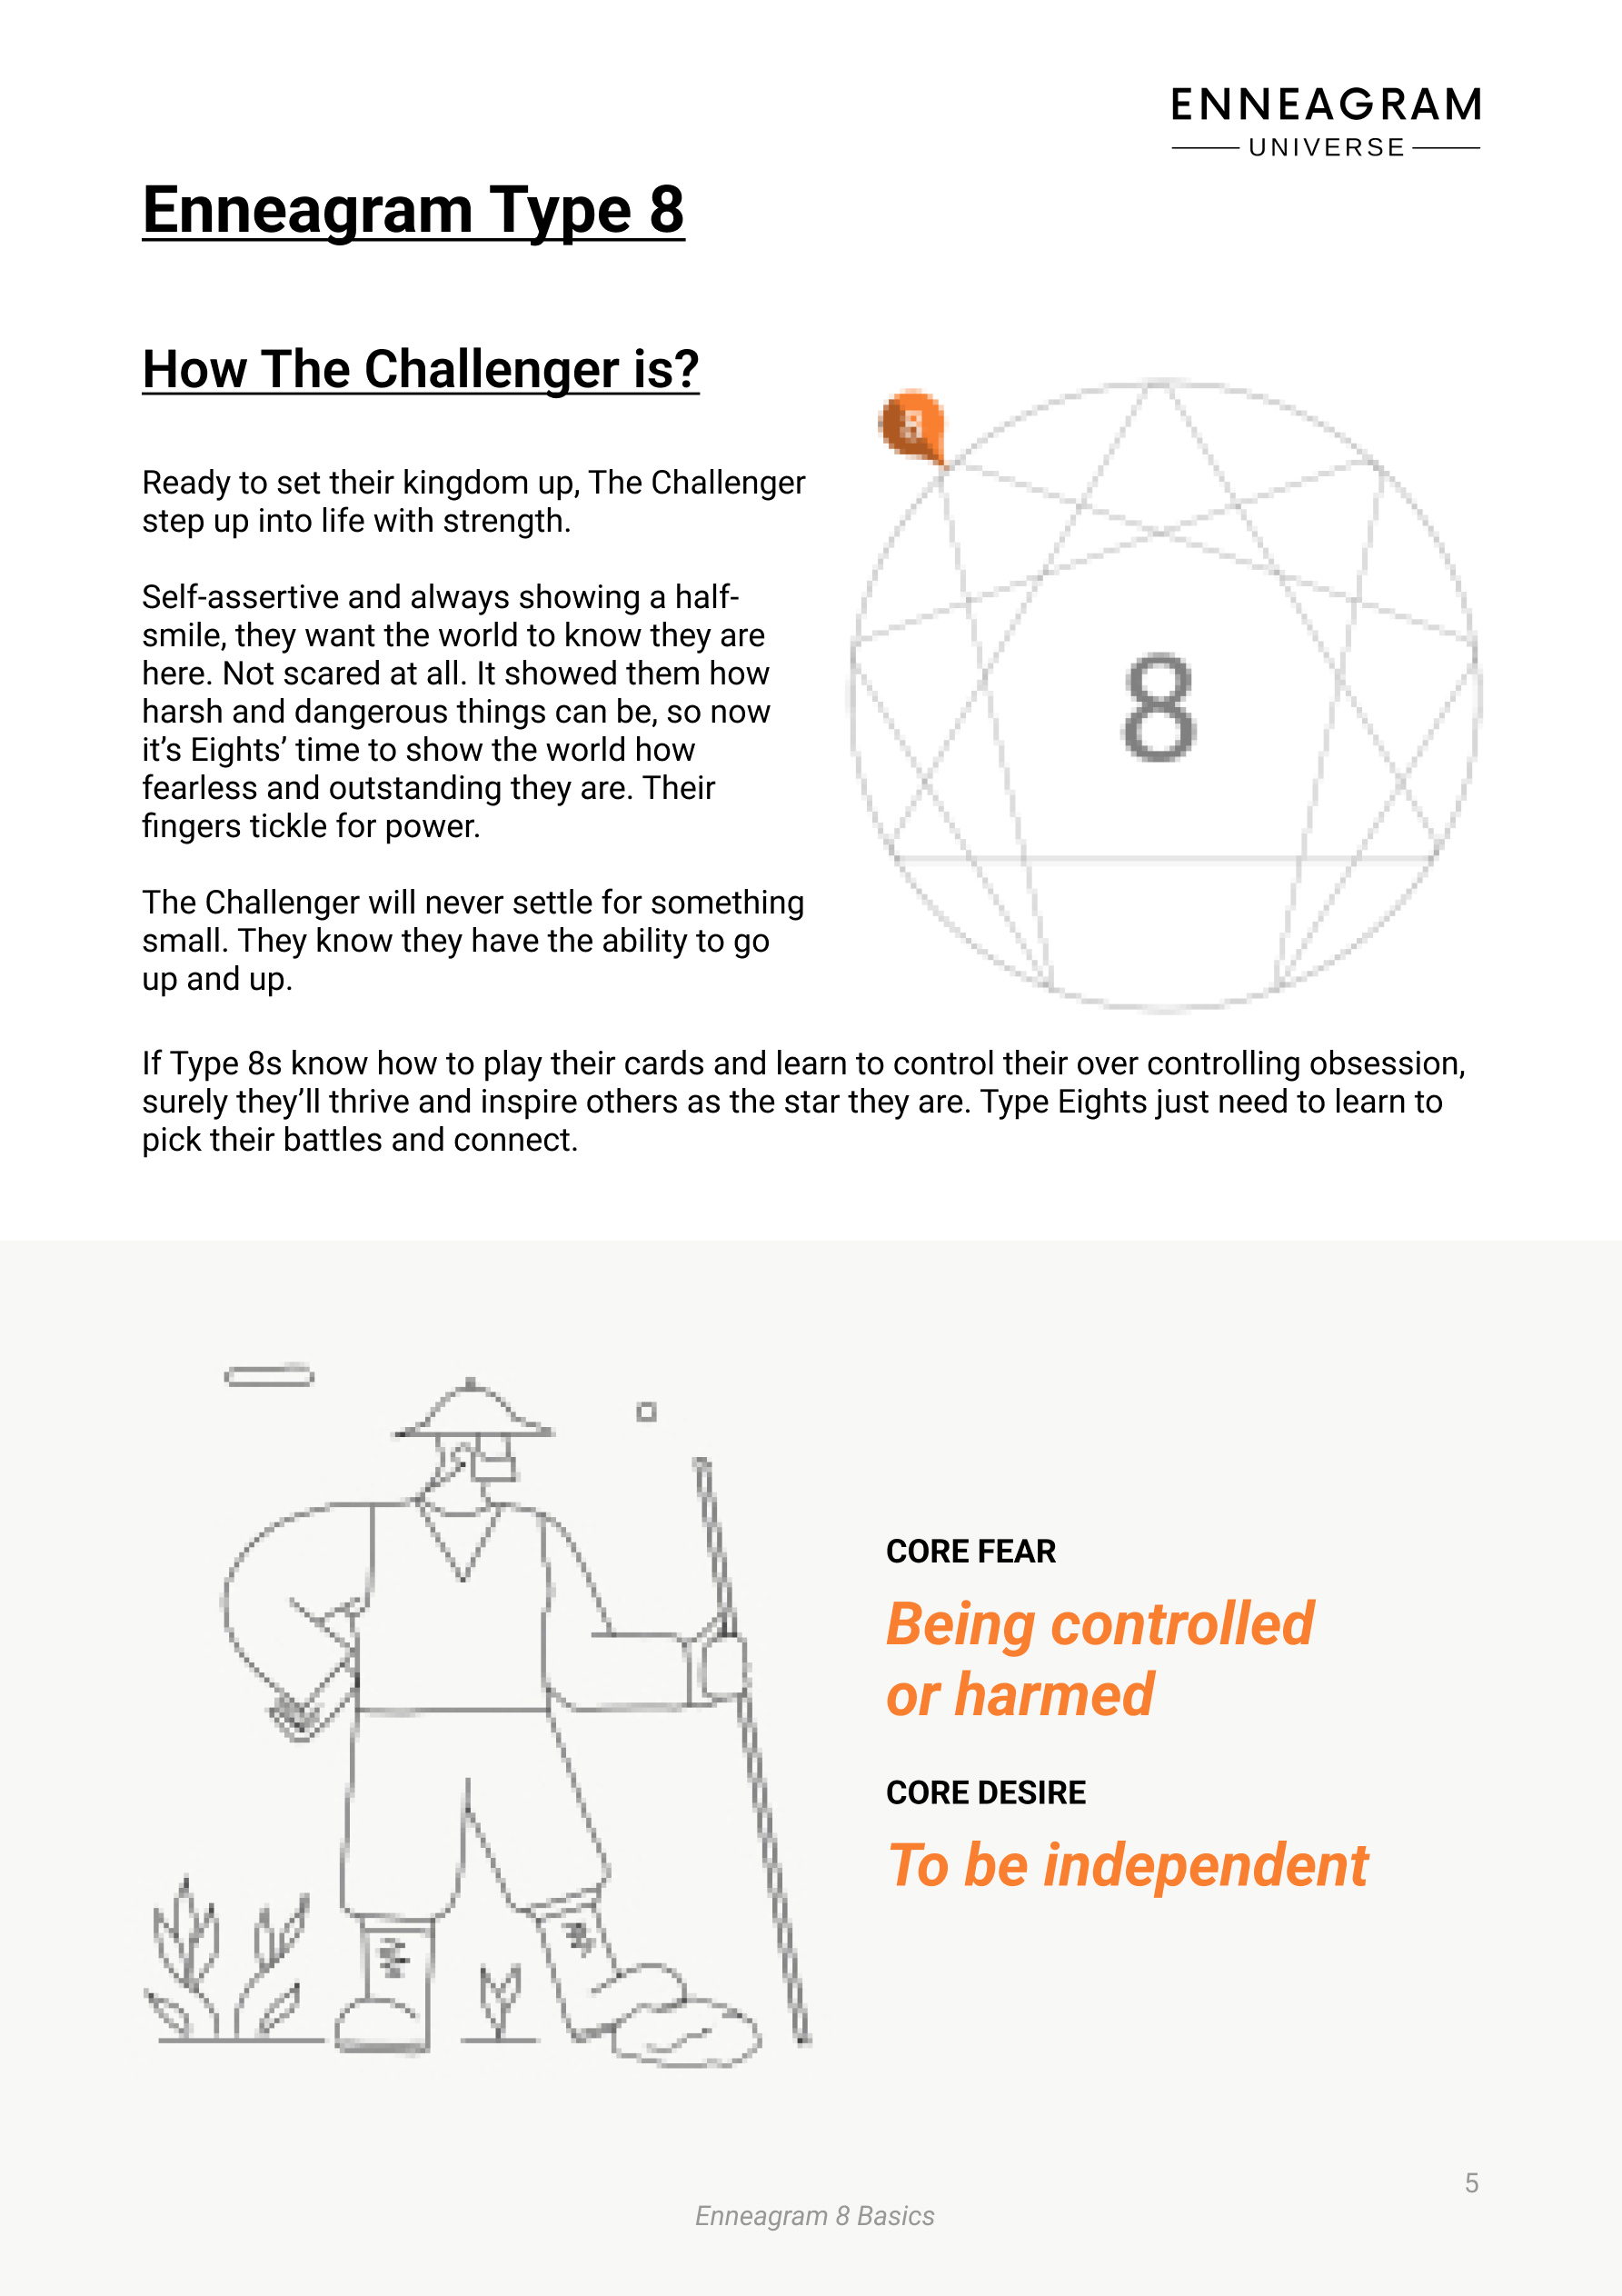 ENNEAGRAM
UNIVERSE
Enneagram Type 8
How The Challenger is?
Ready to set their kingdom up, The Challenger
step up into life with strength.
Self-assertive and always showing a half-
smile, they want the world to know they are
here. Not scared at all. It showed them how
harsh and dangerous things can be, so now
it’s Eights’ time to show the world how
fearless and outstanding they are. Their
fingers tickle for power.
The Challenger will never settle for something
small. They know they have the ability to go
up and up.
8
8
If Type 8s know how to play their cards and learn to control their over controlling obsession,
surely they’ll thrive and inspire others as the star they are. Type Eights just need to learn to
pick their battles and connect.
CORE FEAR
Being controlled
or harmed
CORE DESIRE
To be independent
5
Enneagram 8 Basics